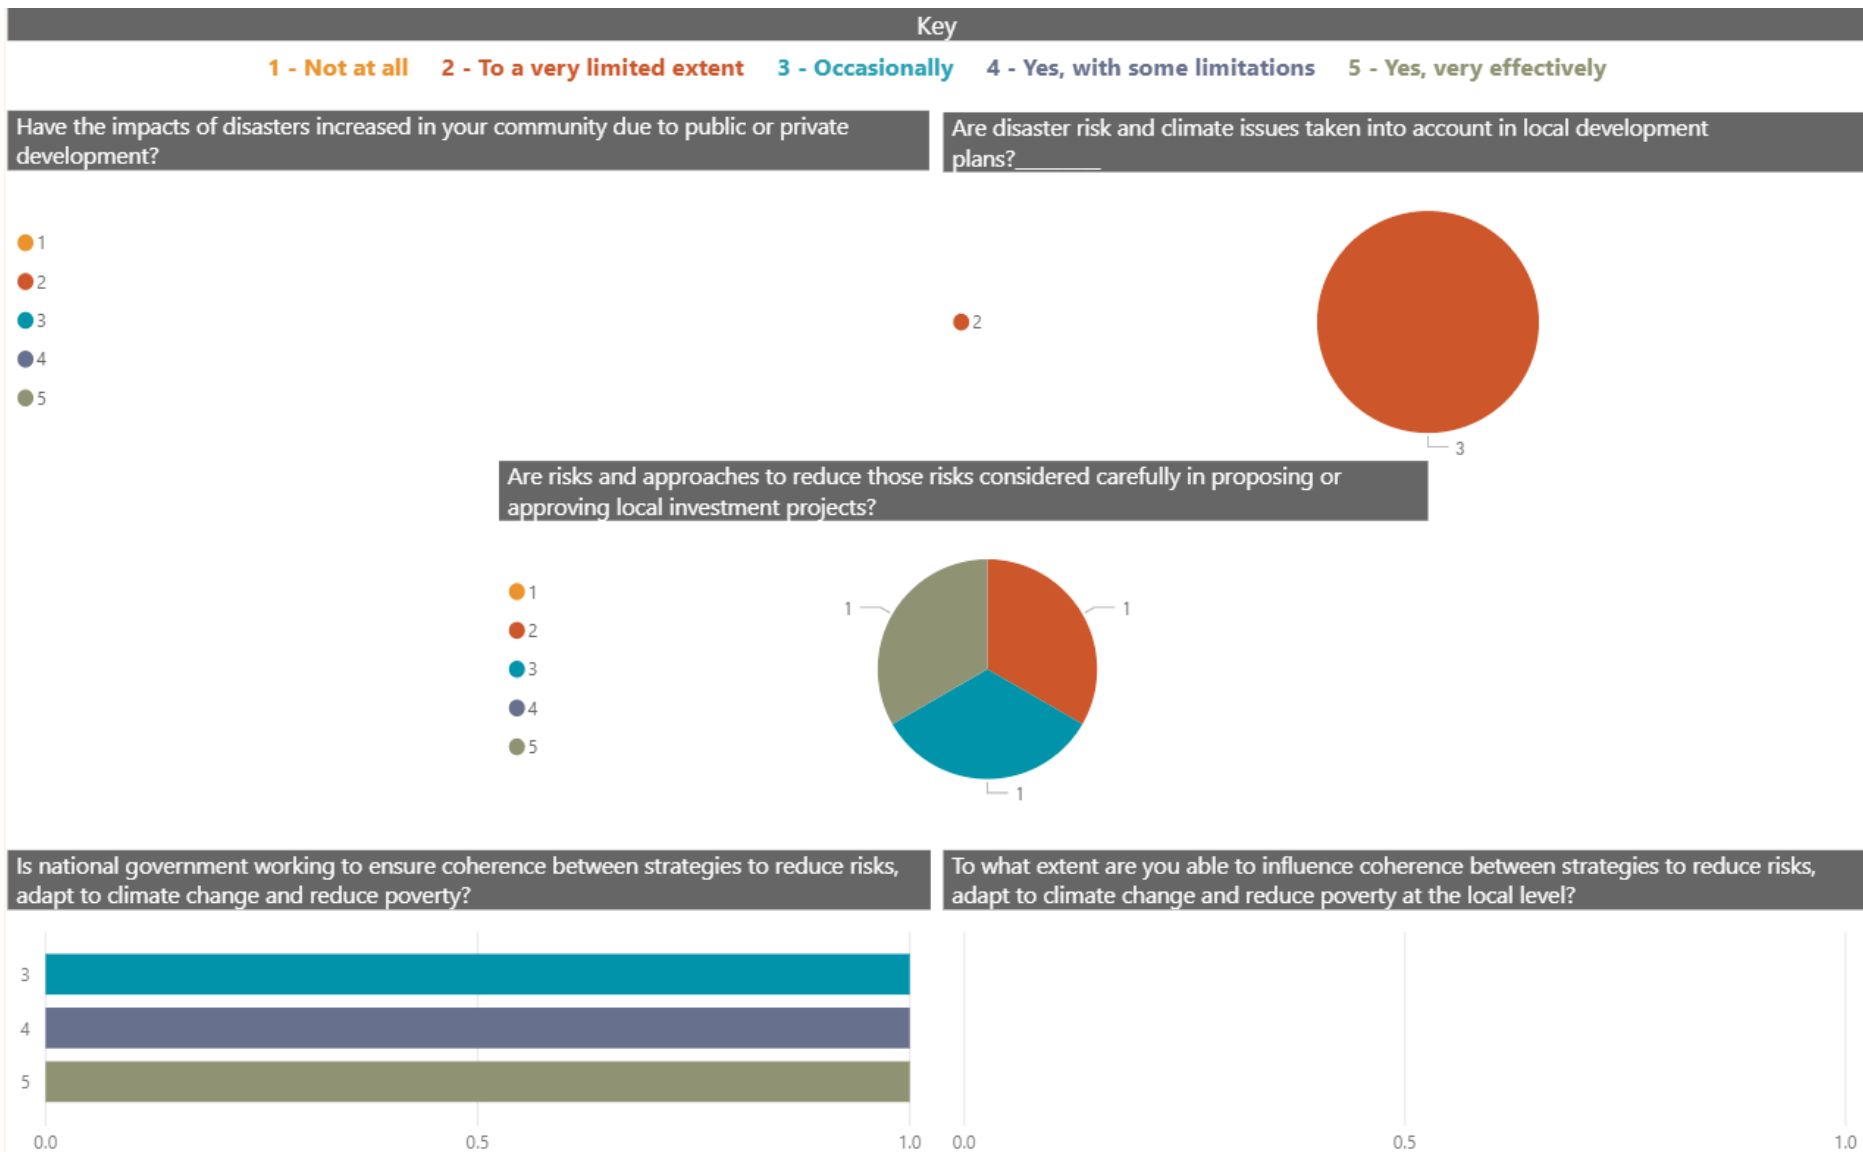 Key
1 - Not at all 2 - To a very limited extent 3 - Occasionally 4 - Yes, with some limitations 5 - Yes, very effectively
Have the impacts of disasters increased in your community due to public or private
development?
1
2
3
4
5
Are disaster risk and climate issues taken into account in local development
plans?________
2
3
Are risks and approaches to reduce those risks considered carefully in proposing or
approving local investment projects?
1
2
3
4
5
1
1
1
Is national government working to ensure coherence between strategies to reduce risks,
adapt to climate change and reduce poverty?
3
4
5
0.0 0.5 1.0
To what extent are you able to influence coherence between strategies to reduce risks,
adapt to climate change and reduce poverty at the local level?
0.0 0.5 1.0